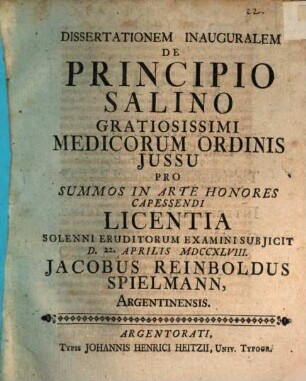 22.
DISSERTATIONEM INAUGURALEM
DE
PRINCIPIO
SALINO
GRATIOSISSIMI
MEDICORUM ORDINIS
JUSSU
PRO
SUMMOS IN ARTE HONORES
CAPESSENDI
LICENTIA
SOLENNI ERUDITORUM EXAMINI SUBJICIT
D. 22. APRILIS MDCCXLVIII.
JACOBUS REINBOLDUS
SPIELMANN,
ARGENTINENSIS.
ARGENTORATI,
TYPIS JOHANNIS HENRICI HEITZII, UNIV. TYPOGR.